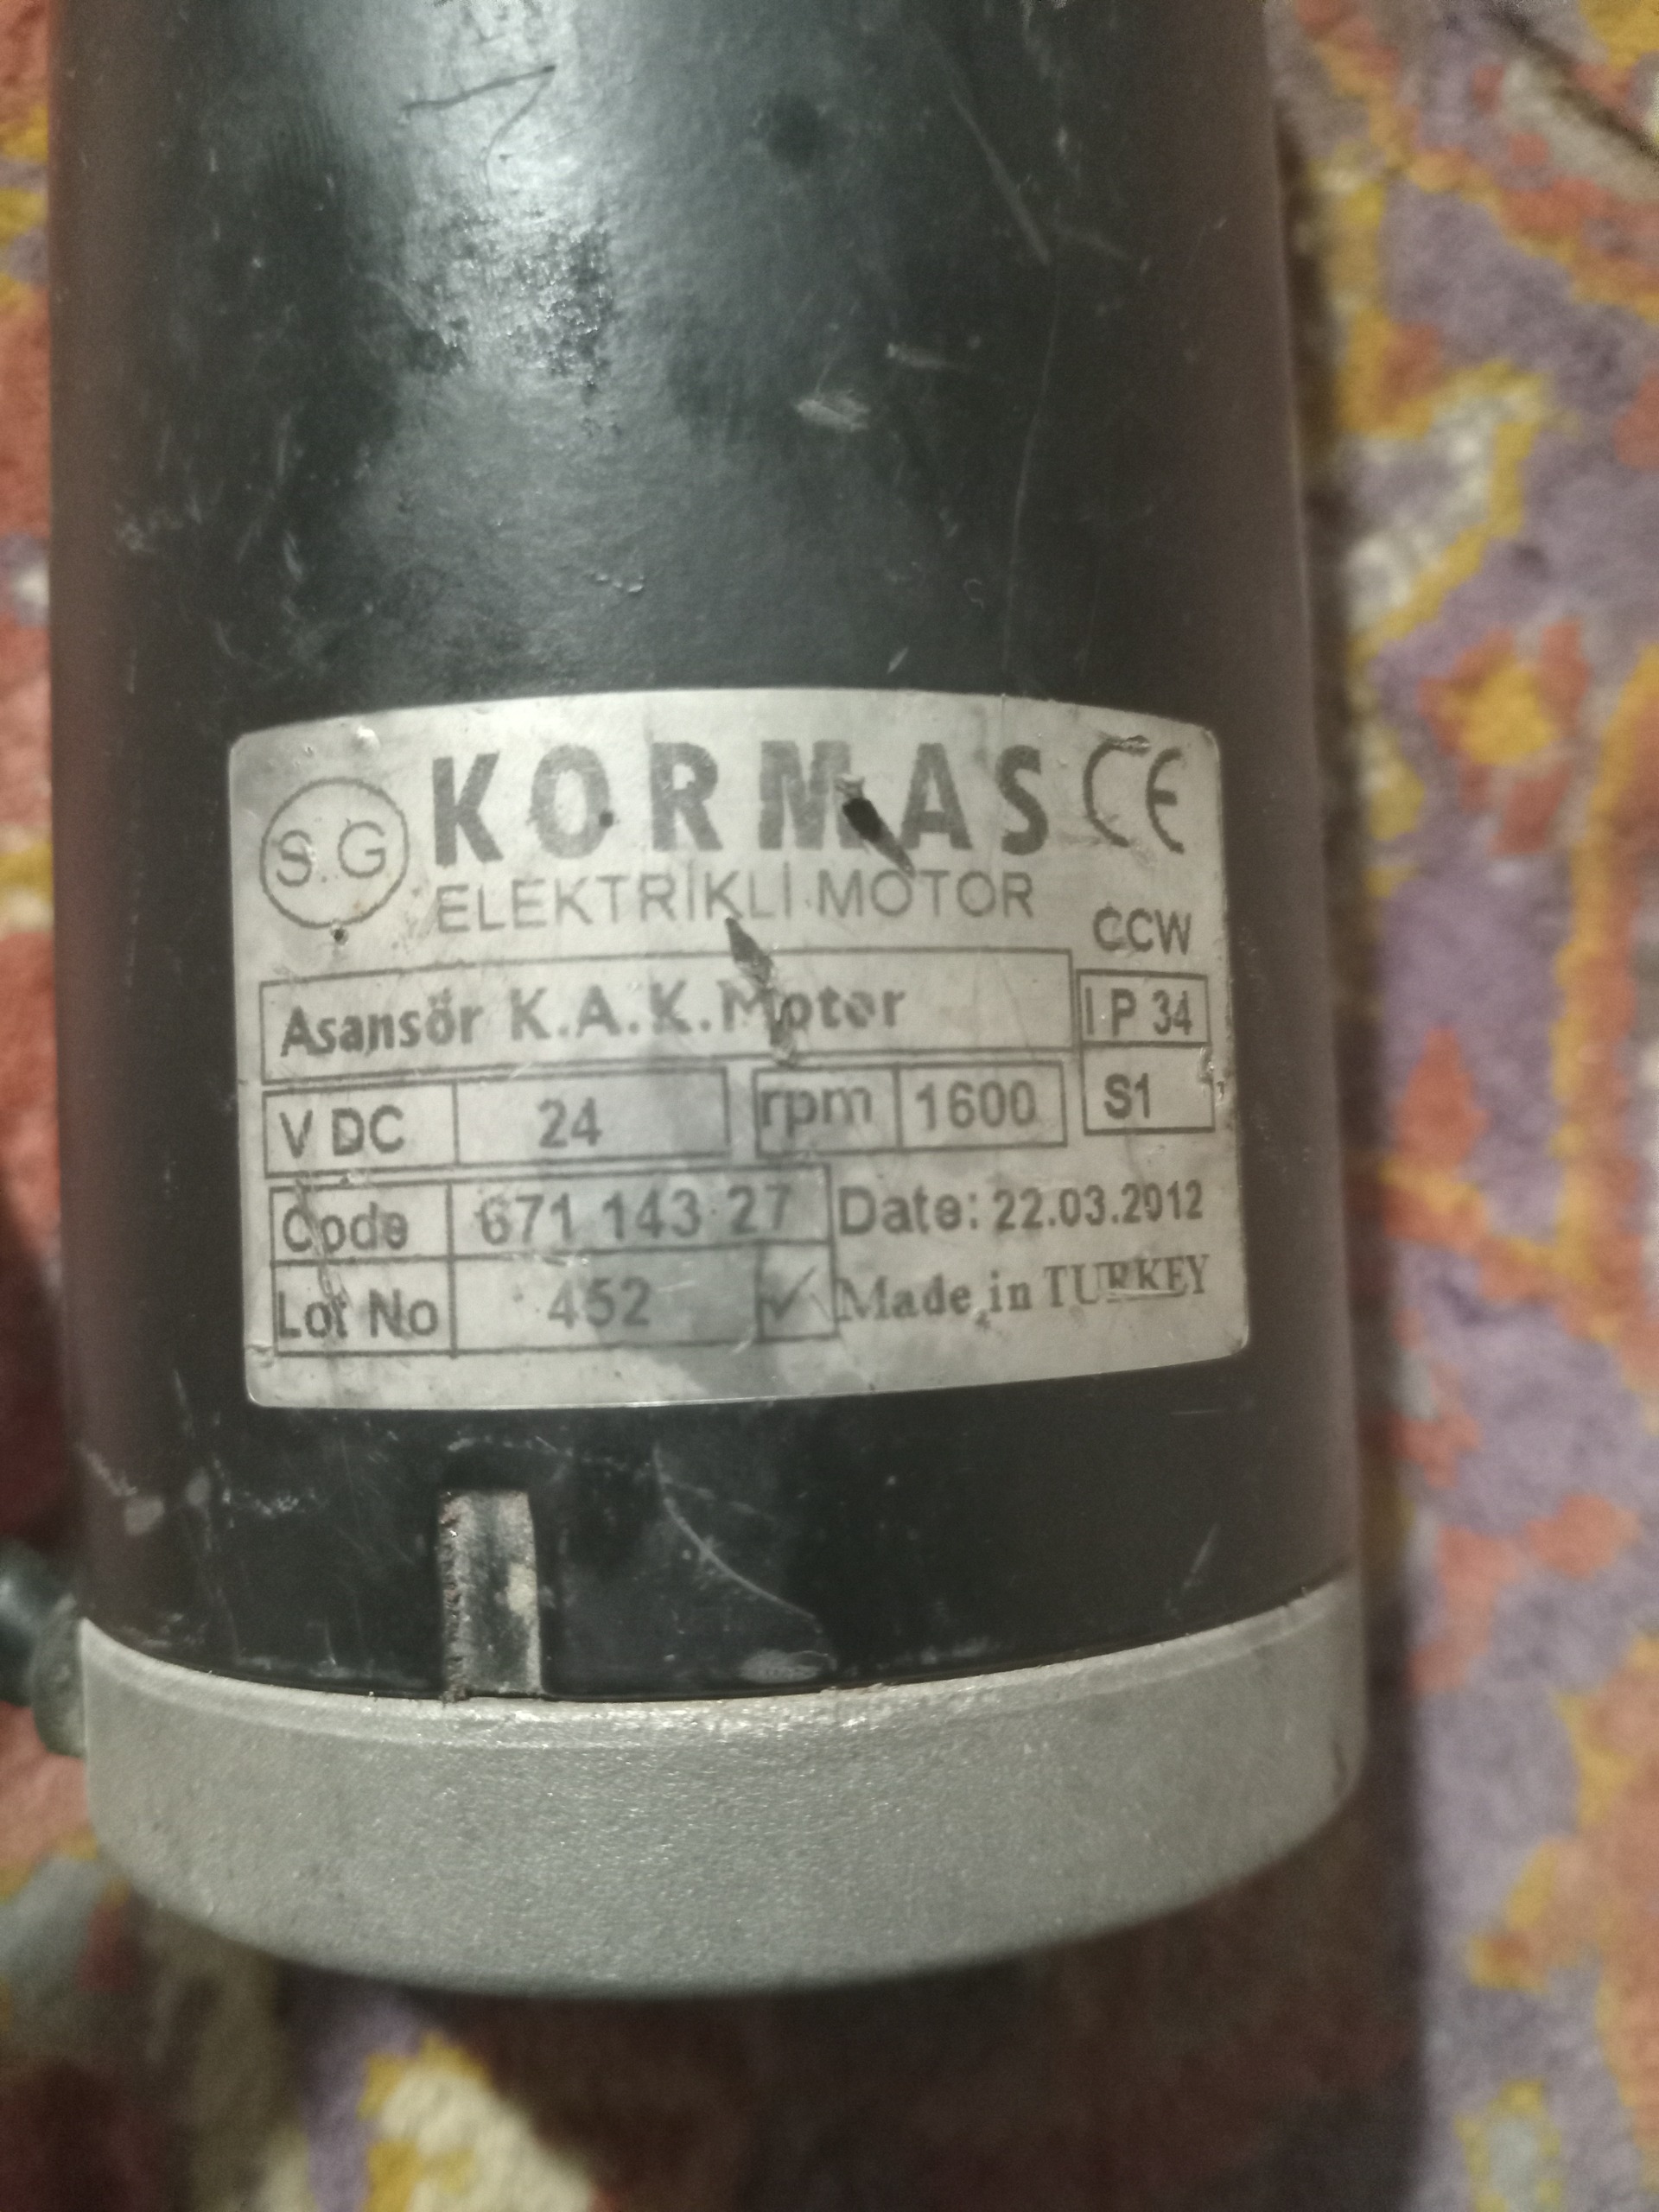 S.G KORMAS CE
ELEKTRİKLİ MOTOR
CCW
Asansör K.A.K. Motor IP 34
V DC 24 rpm 1600 S1
Code 671 143 27 Date: 22.03.2012
Lot No 452 ✓ Made in TURKEY